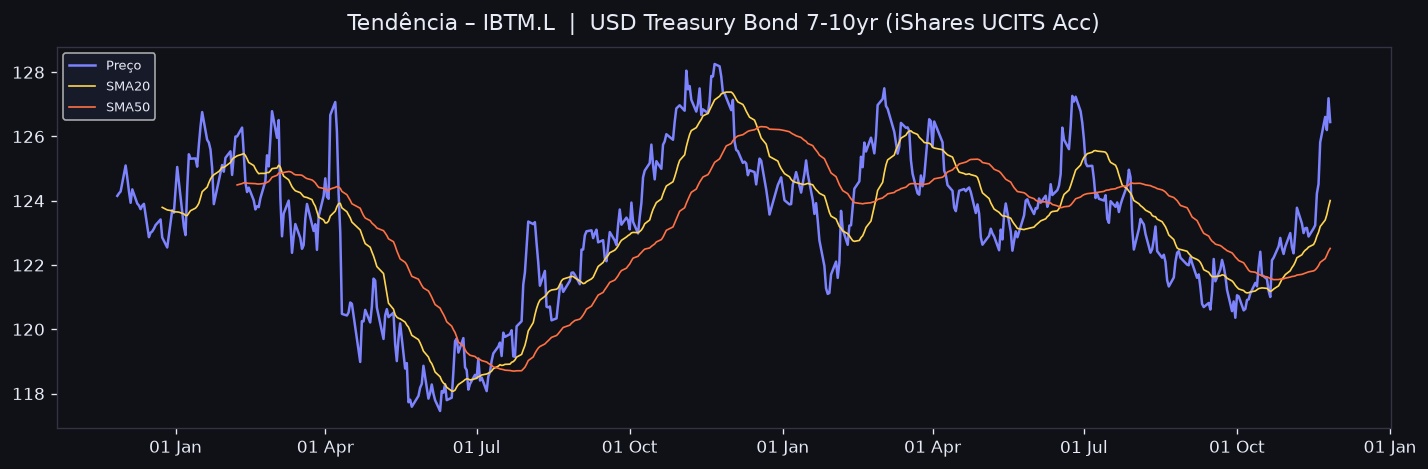 Tendência – IBTM.L | USD Treasury Bond 7-10yr (iShares UCITS Acc)
Preço
SMA20
SMA50
128
126
124
122
120
118
01 Jan 01 Apr 01 Jul 01 Oct 01 Jan 01 Apr 01 Jul 01 Oct 01 Jan